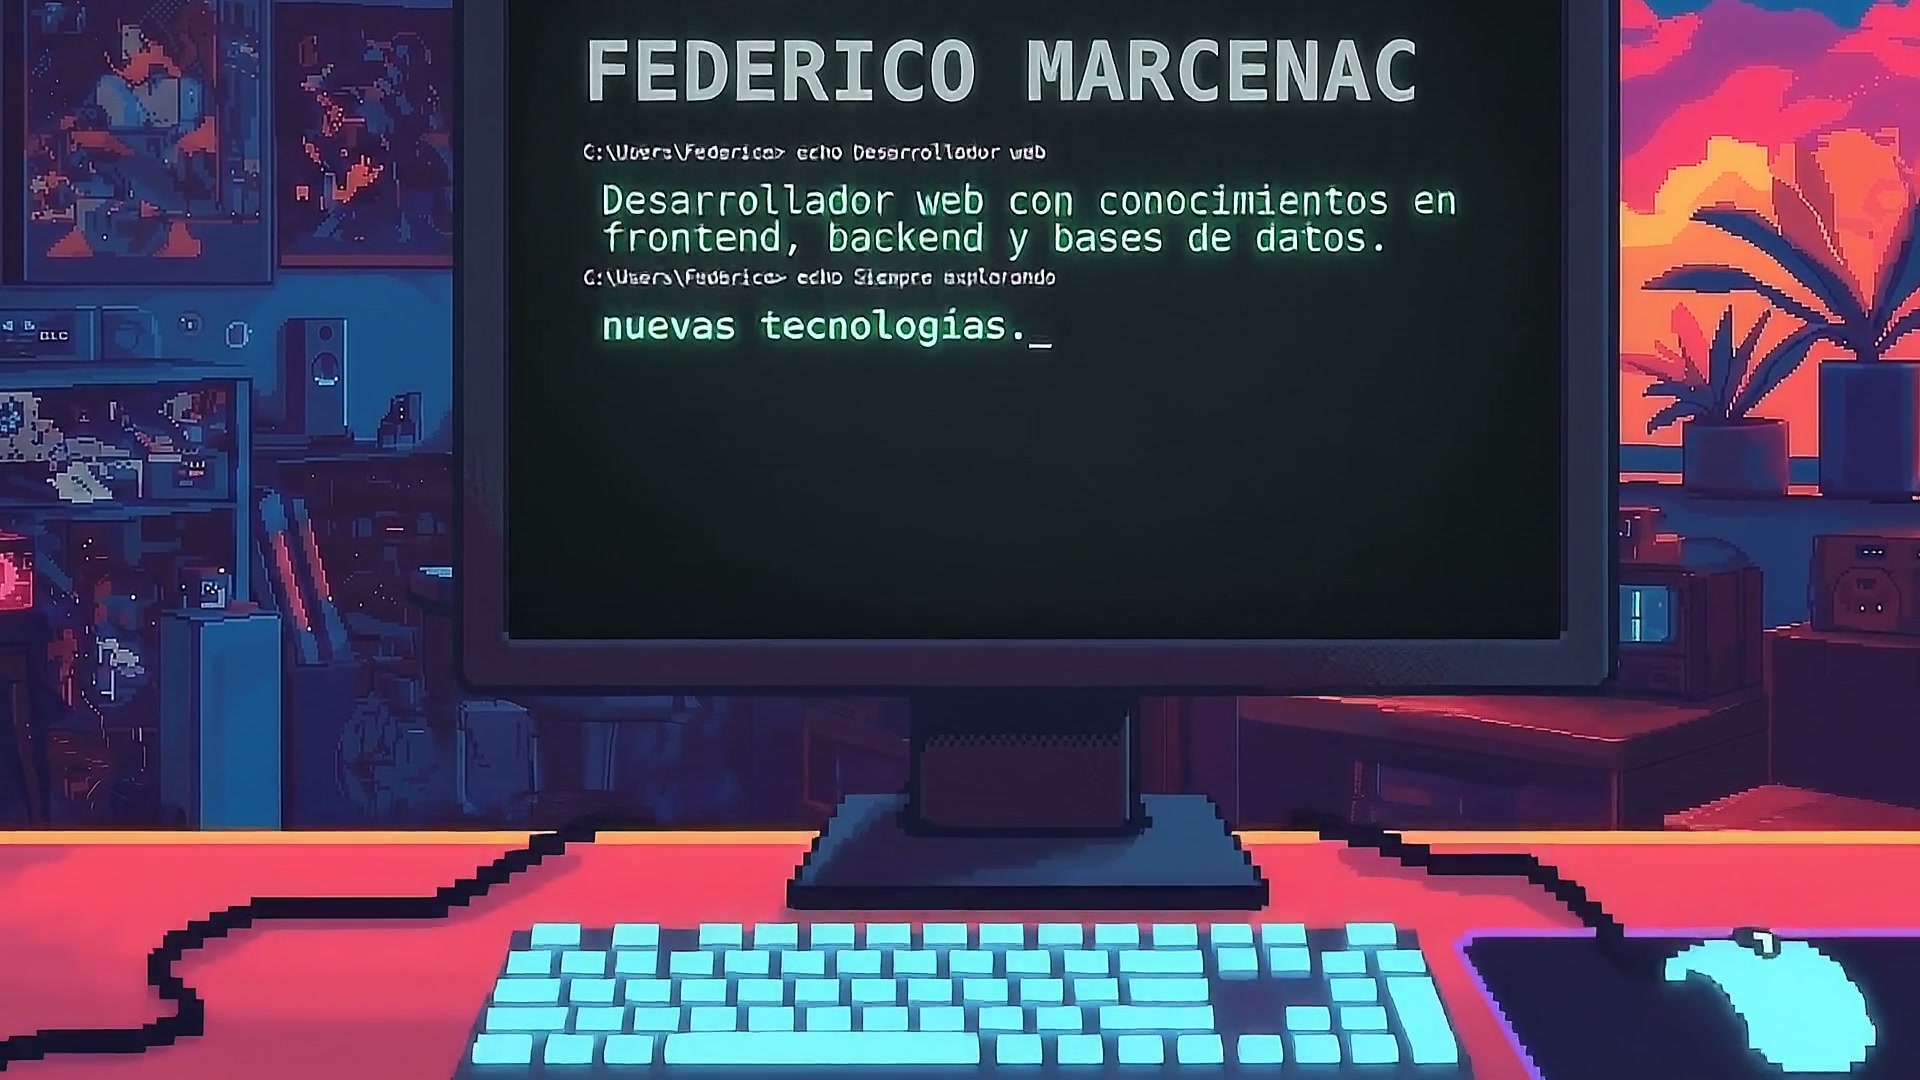 FEDERICO MARCENAC
C:\Users\Federico> echo Desarrollador web
Desarrollador web con conocimientos en
frontend, backend y bases de datos.
C:\Users\Federico> echo Siempre explorando
nuevas tecnologías._